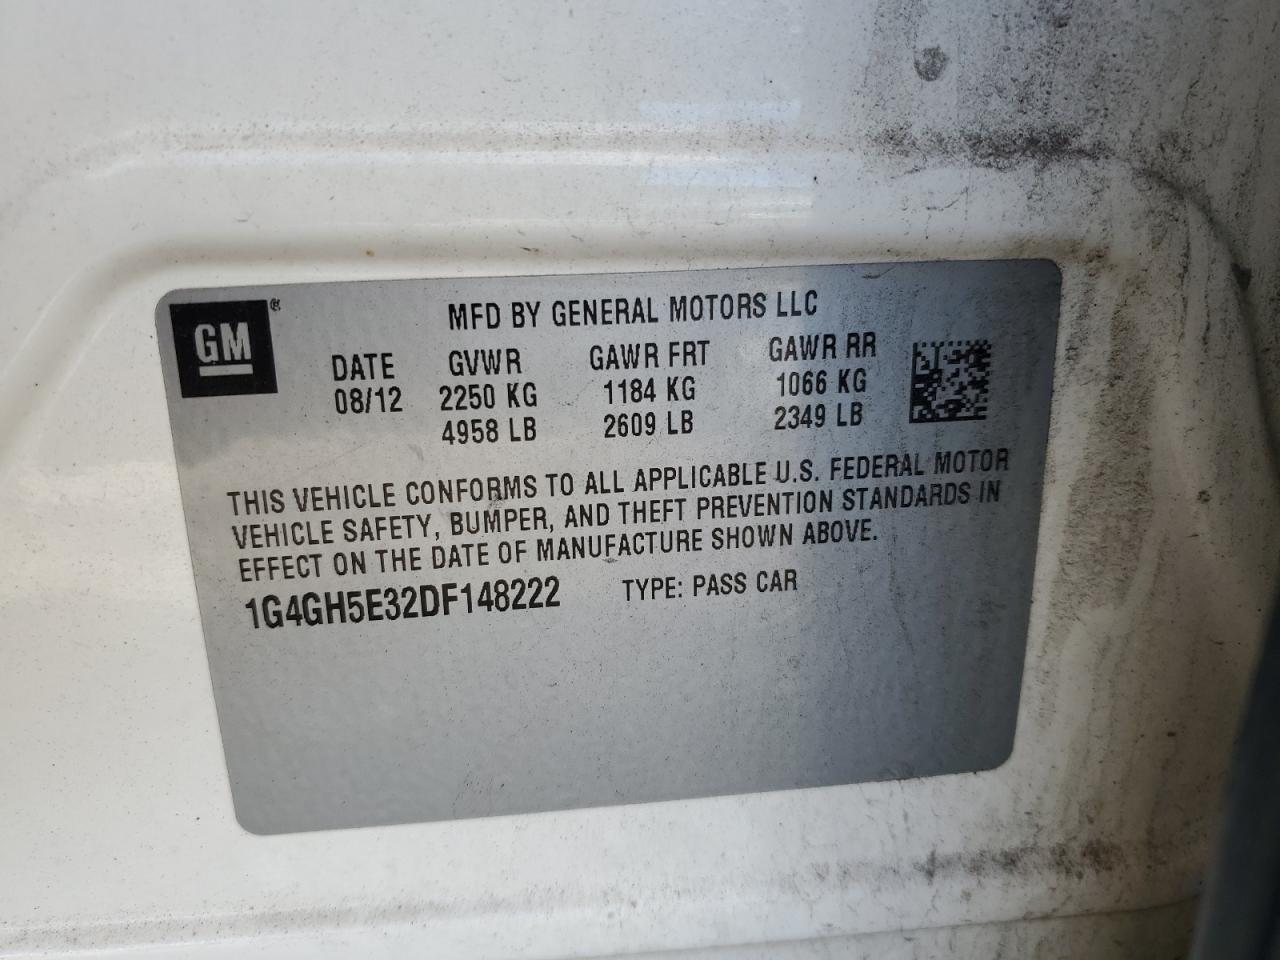 GM®
MFD BY GENERAL MOTORS LLC
DATE GVWR GAWR FRT GAWR RR
08/12 2250 KG 1184 KG 1066 KG
4958 LB 2609 LB 2349 LB
THIS VEHICLE CONFORMS TO ALL APPLICABLE U.S. FEDERAL MOTOR
VEHICLE SAFETY, BUMPER, AND THEFT PREVENTION STANDARDS IN
EFFECT ON THE DATE OF MANUFACTURE SHOWN ABOVE.
1G4GH5E32DF148222 TYPE: PASS CAR